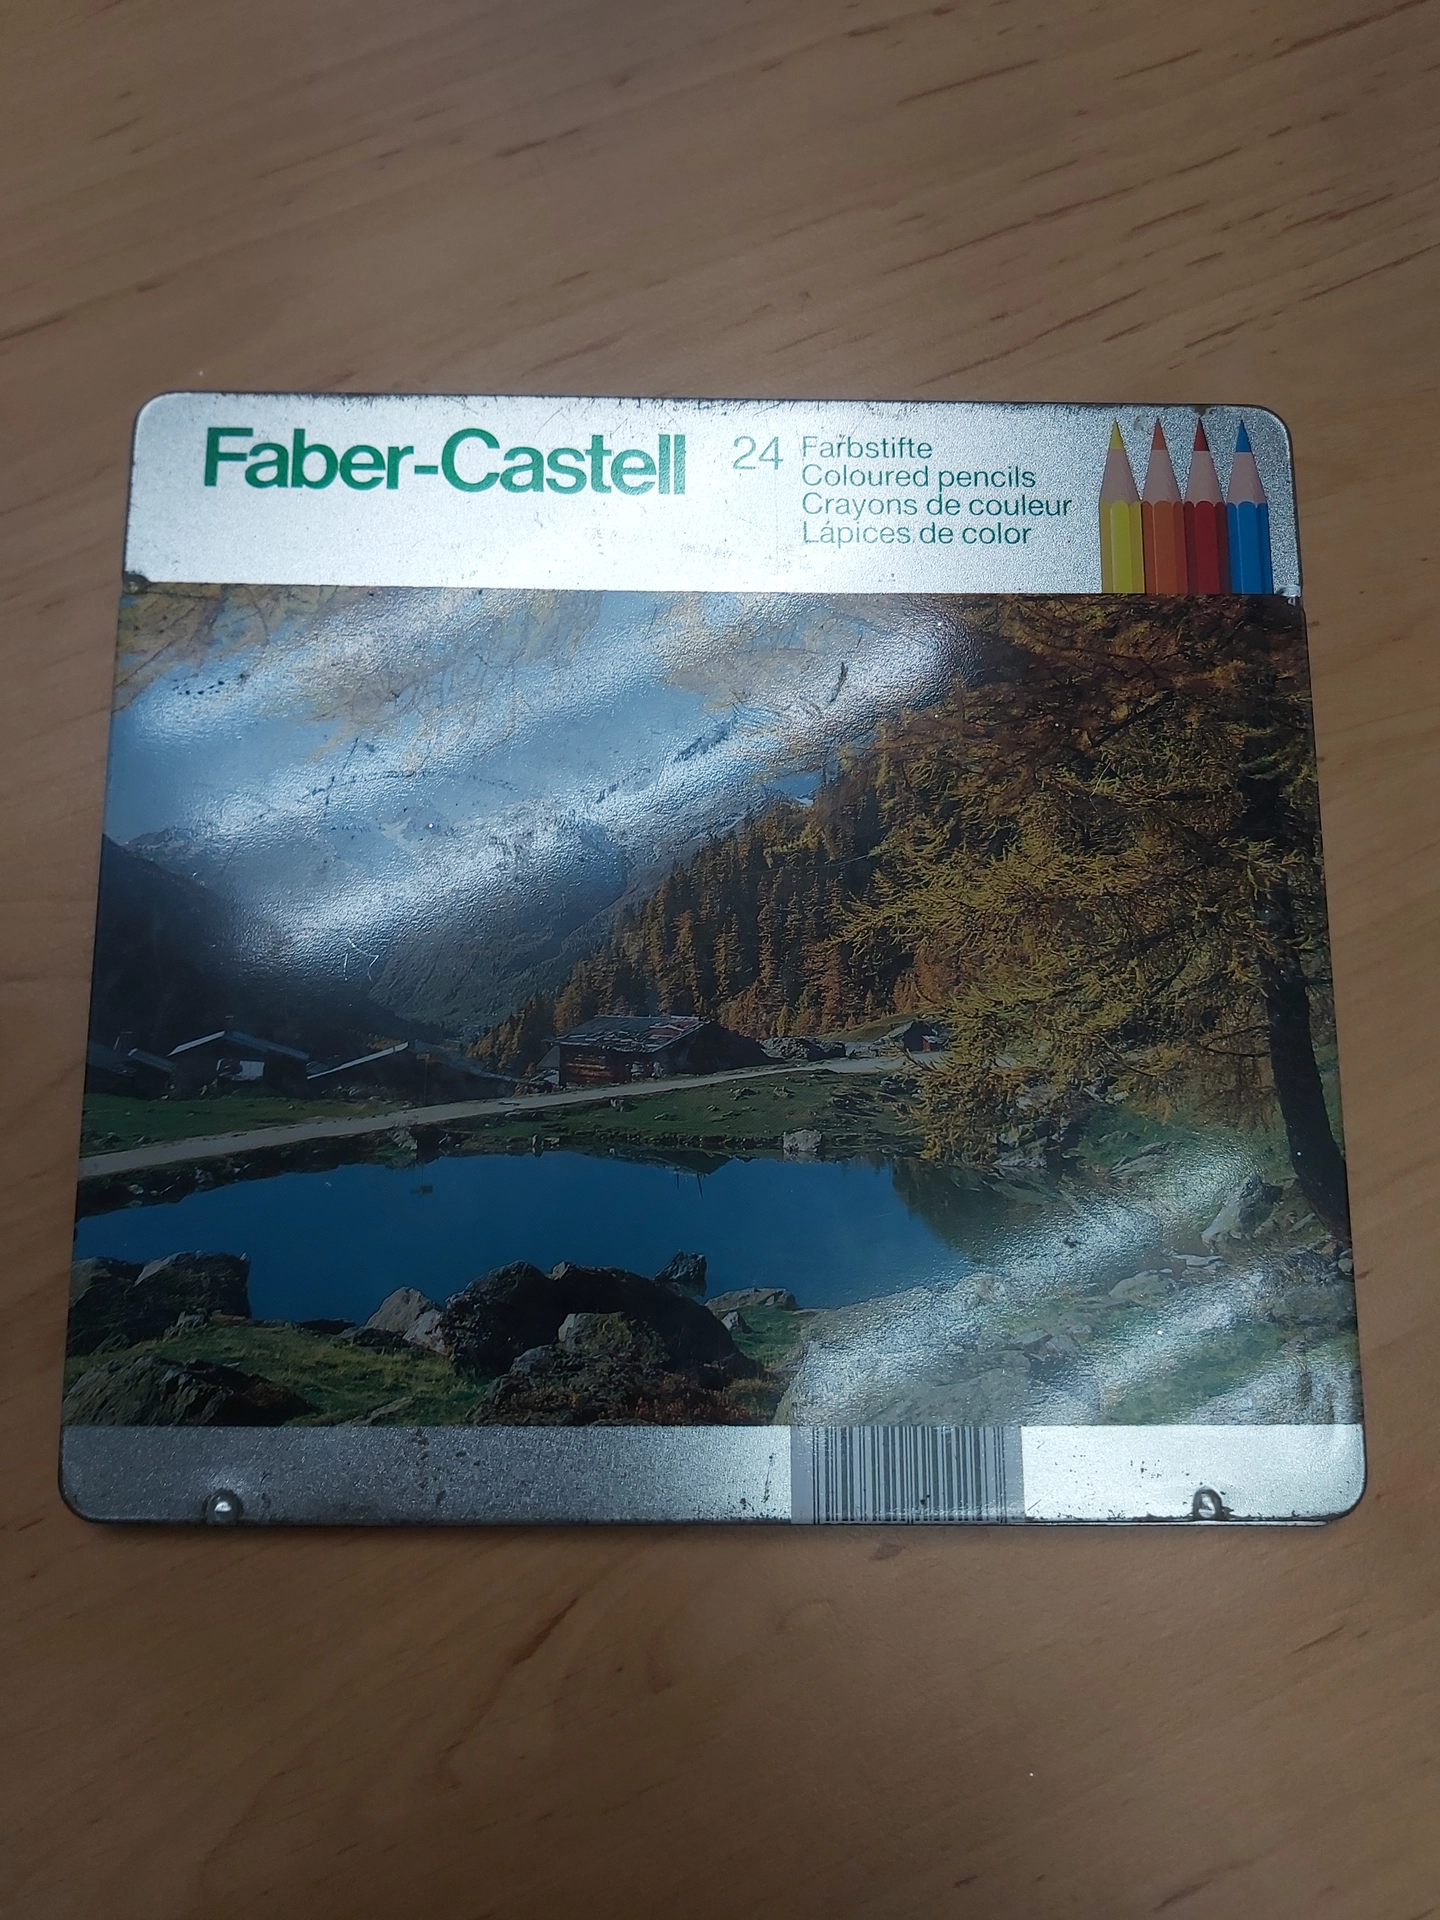 Faber-Castell
24
Farbstifte
Coloured pencils
Crayons de couleur
Lápices de color